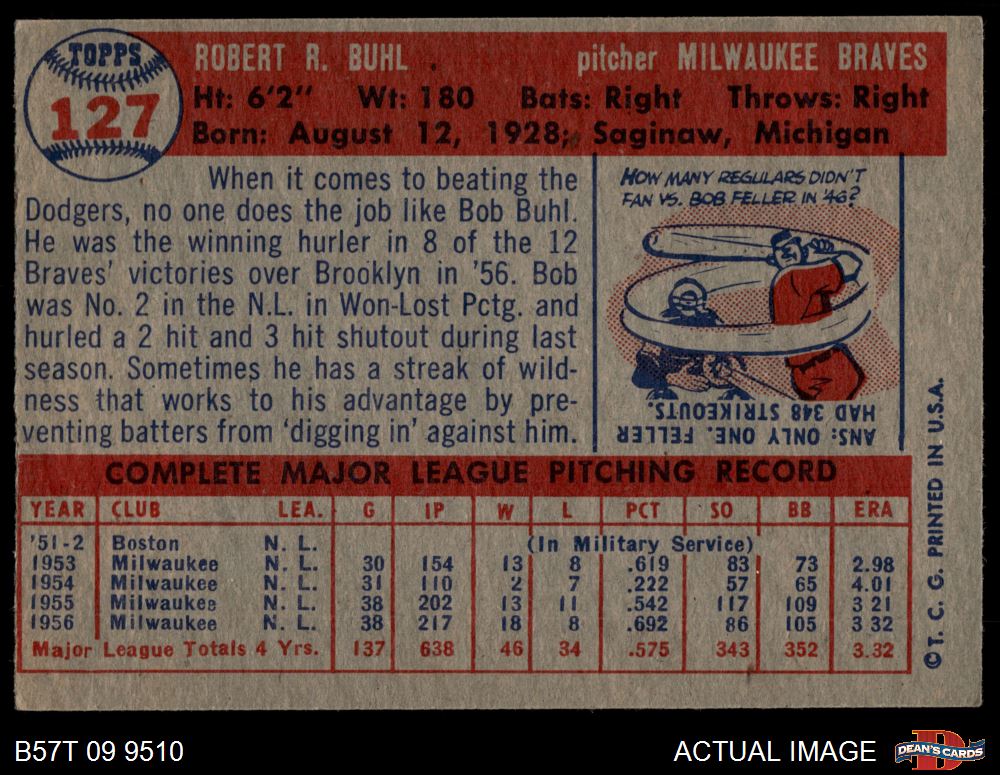 TOPPS
127
ROBERT R. BUHL pitcher MILWAUKEE BRAVES
Ht: 6'2" Wt: 180 Bats: Right Throws: Right
Born: August 12, 1928; Saginaw, Michigan
When it comes to beating the
Dodgers, no one does the job like Bob Buhl.
He was the winning hurler in 8 of the 12
Braves' victories over Brooklyn in '56. Bob
was No. 2 in the N.L. in Won-Lost Pctg. and
hurled a 2 hit and 3 hit shutout during last
season. Sometimes he has a streak of wild-
ness that works to his advantage by pre-
venting batters from 'digging in' against him.
HOW MANY REGULARS DIDN'T
FAN VS. BOB FELLER IN '46?
ANS: ONLY ONE. FELLER
HAD 348 STRIKEOUTS.
COMPLETE MAJOR LEAGUE PITCHING RECORD
YEAR CLUB LEA. G IP W L PCT SO BB ERA
'51-2 Boston N. L. (In Military Service)
1953 Milwaukee N. L. 30 154 13 8 .619 83 73 2.98
1954 Milwaukee N. L. 31 110 2 7 .222 57 65 4.01
1955 Milwaukee N. L. 38 202 13 11 .542 117 109 3 21
1956 Milwaukee N. L. 38 217 18 8 .692 86 105 3 32
Major League Totals 4 Yrs. 137 638 46 34 .575 343 352 3.32
© T. C. G. PRINTED IN U.S.A.
B57T 09 9510
ACTUAL IMAGE
D
DEAN'S CARDS